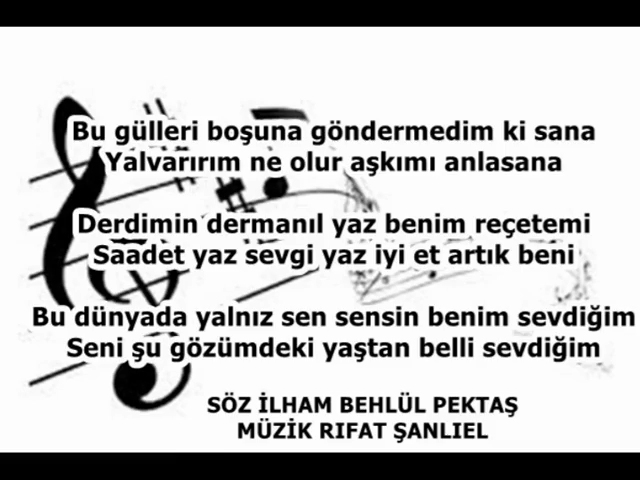 Bu gülleri boşuna göndermedim ki sana
Yalvarırım ne olur aşkımı anlasana
Derdimin dermanıl yaz benim reçetemi
Saadet yaz sevgi yaz iyi et artık beni
Bu dünyada yalnız sen sensin benim sevdiğim
Seni şu gözümdeki yaştan belli sevdiğim
SÖZ İLHAM BEHLÜL PEKTAŞ
MÜZİK RIFAT ŞANLIEL